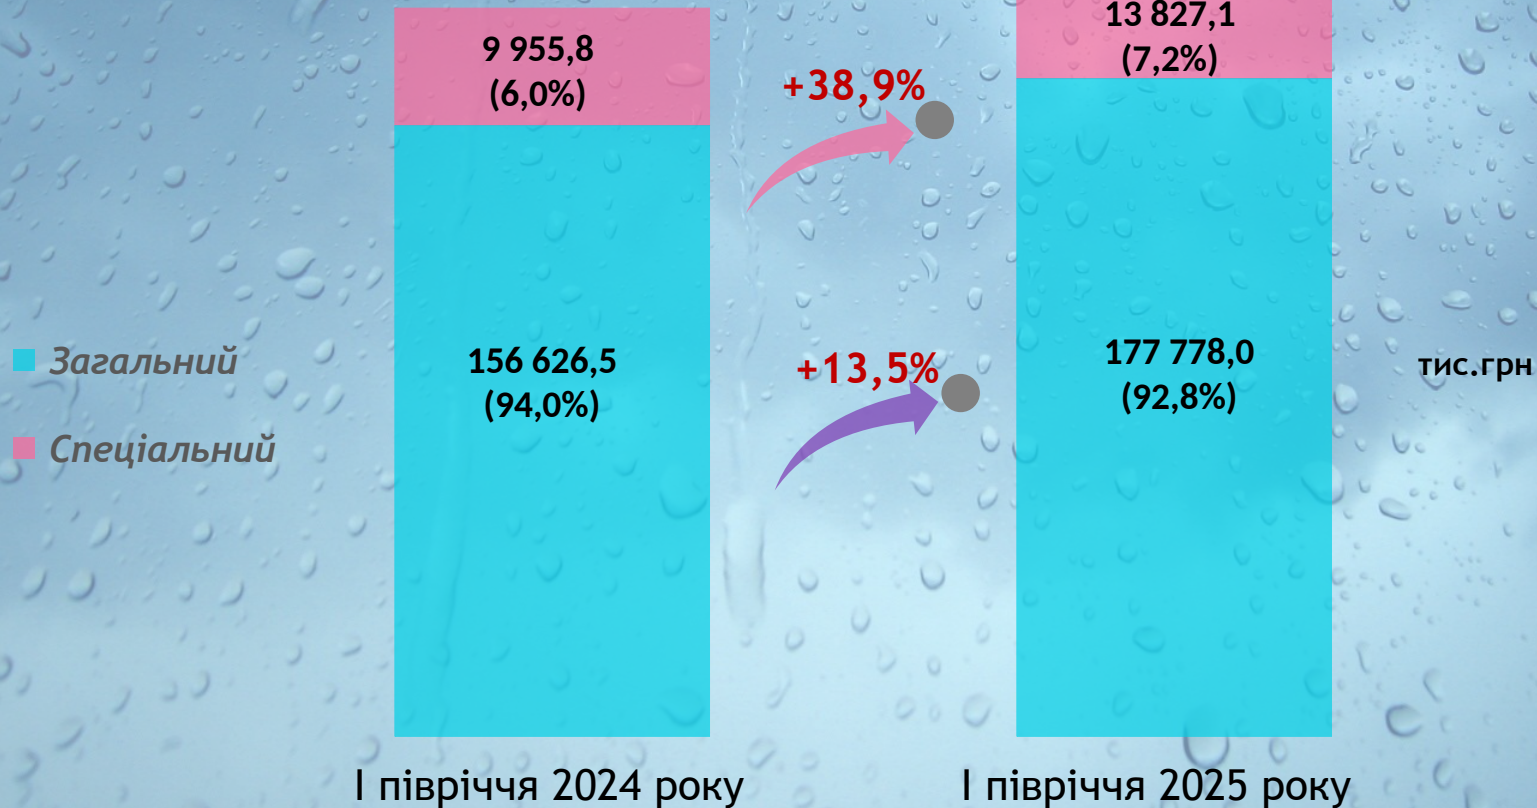 13 827,1
(7,2%)
9 955,8
(6,0%)
+38,9%
156 626,5
(94,0%)
+13,5%
177 778,0
(92,8%)
Загальний
Спеціальний
тис.грн
І півріччя 2024 року
І півріччя 2025 року